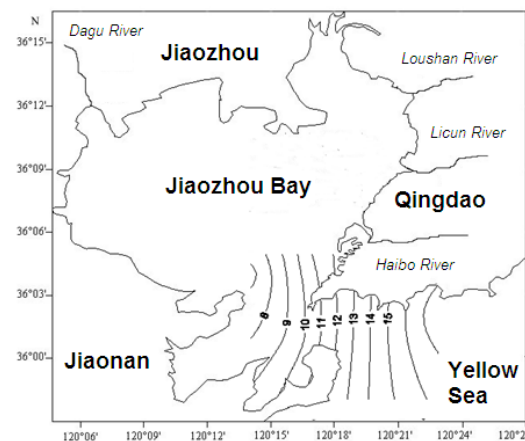 N
Dagu River
36°15'
Jiaozhou
Loushan River
36°12'
Licun River
36°09'
Jiaozhou Bay
Qingdao
36°06'
Haibo River
36°03'
8
9
10
11
12
13
14
15
36°00'
Jiaonan
Yellow
Sea
120°06' 120°09' 120°12' 120°15' 120°18' 120°21'